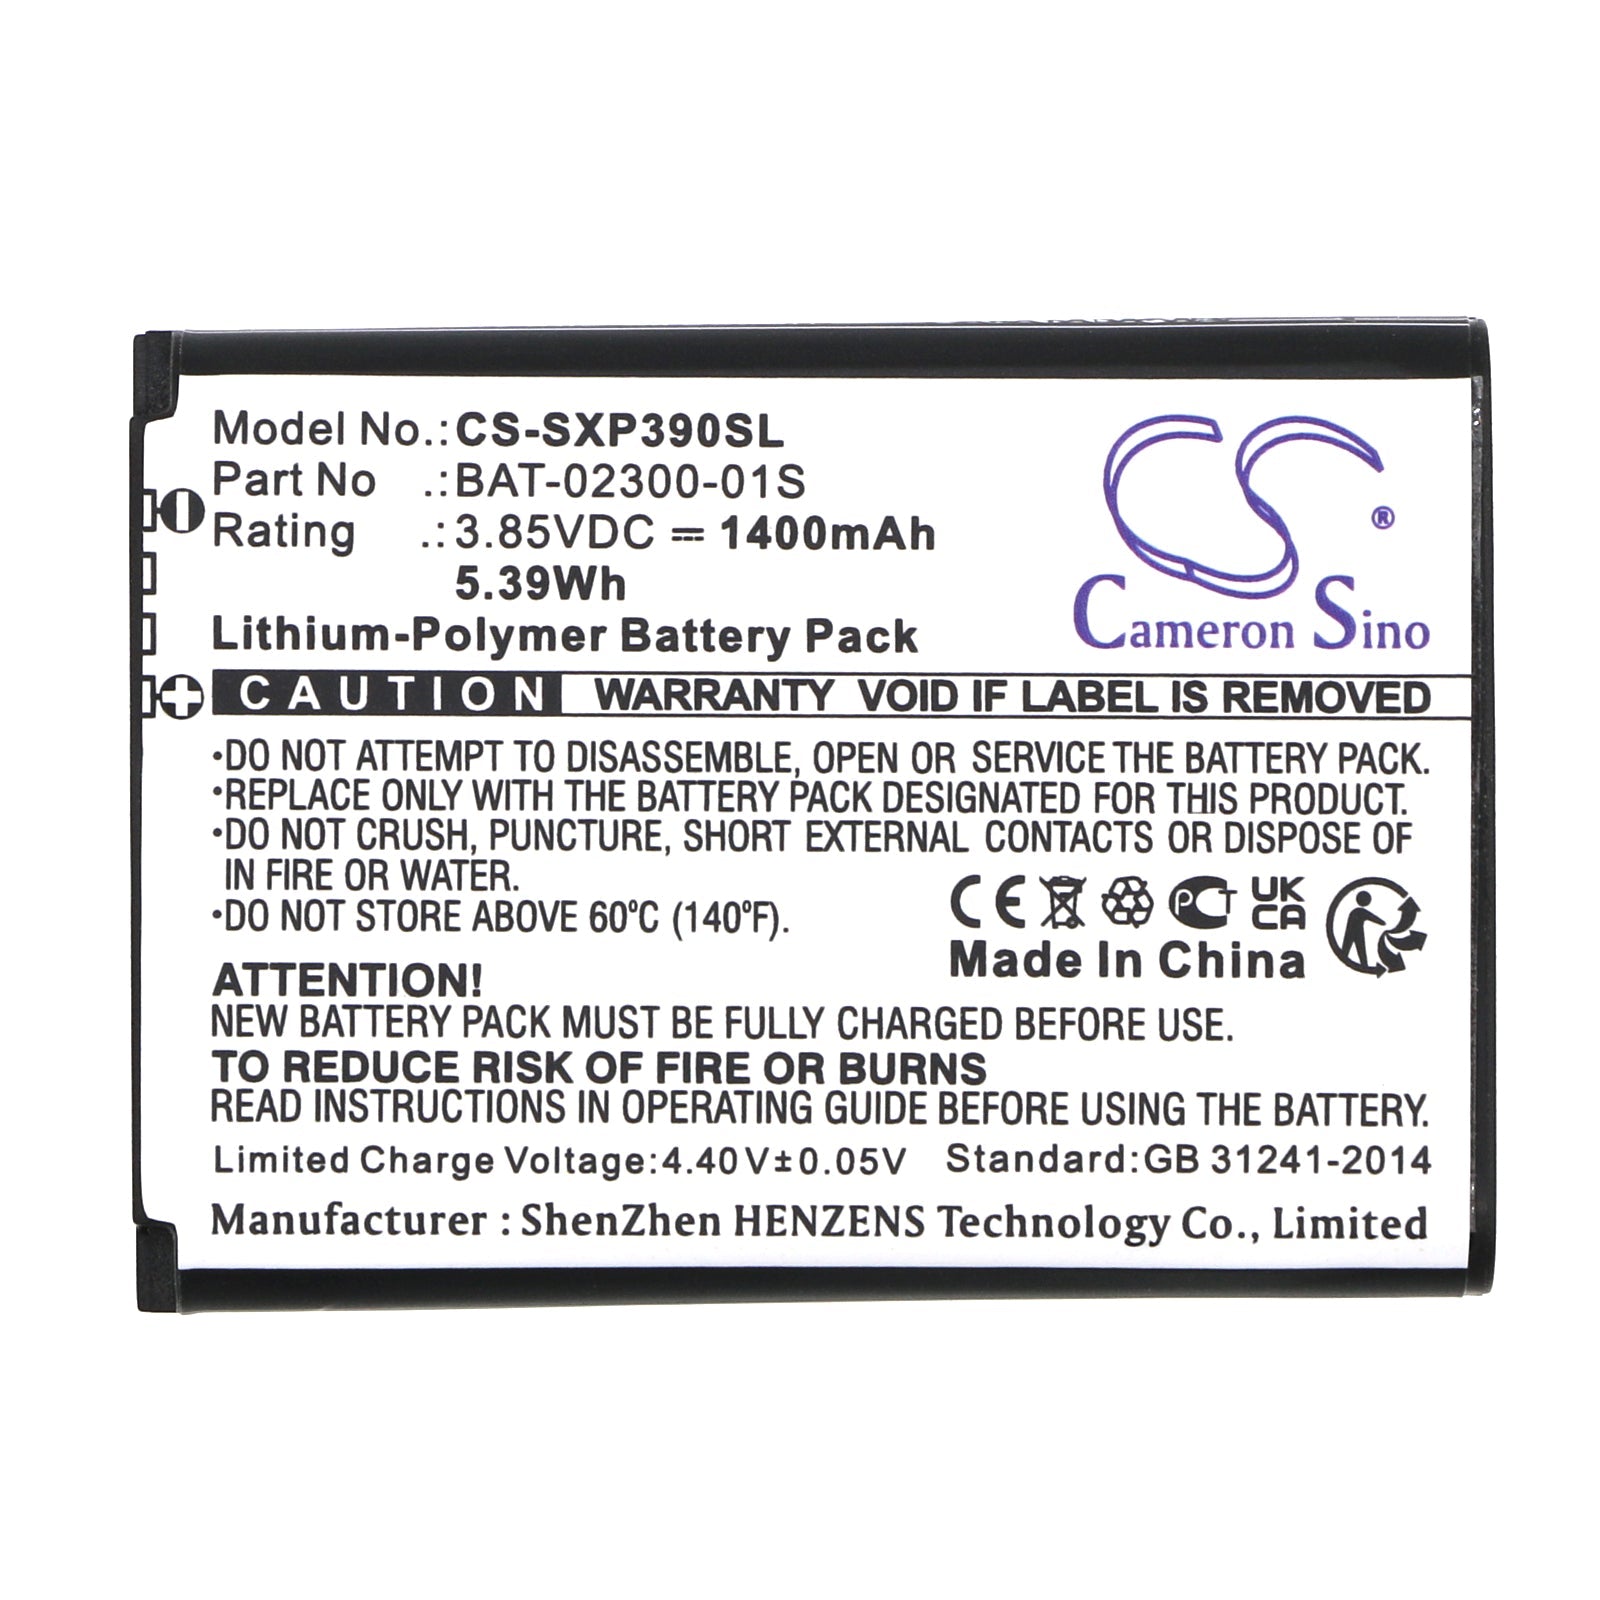 Model No.:CS-SXP390SL
Part No .:BAT-02300-01S
Rating .:3.85VDC ⎓ 1400mAh
5.39Wh
Lithium-Polymer Battery Pack
CS
®
Cameron Sino
CAUTION WARRANTY VOID IF LABEL IS REMOVED
•DO NOT ATTEMPT TO DISASSEMBLE, OPEN OR SERVICE THE BATTERY PACK.
•REPLACE ONLY WITH THE BATTERY PACK DESIGNATED FOR THIS PRODUCT.
•DO NOT CRUSH, PUNCTURE, SHORT EXTERNAL CONTACTS OR DISPOSE OF
IN FIRE OR WATER.
•DO NOT STORE ABOVE 60°C (140°F).
CE PCT UK
CA
Made In China
ATTENTION!
NEW BATTERY PACK MUST BE FULLY CHARGED BEFORE USE.
TO REDUCE RISK OF FIRE OR BURNS
READ INSTRUCTIONS IN OPERATING GUIDE BEFORE USING THE BATTERY.
Limited Charge Voltage:4.40V±0.05V Standard:GB 31241-2014
Manufacturer : ShenZhen HENZENS Technology Co., Limited